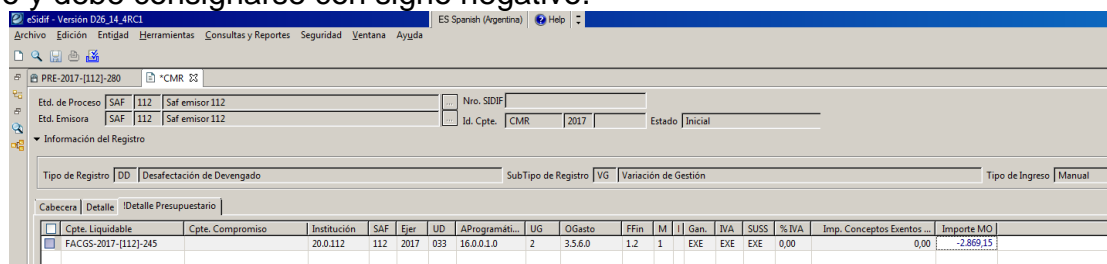 y debe consignarse con signo negativo.
eSidif - Versión D26_14_4RC1 ES Spanish (Argentina) Help
Archivo Edición Entigad Herramientas Consultas y Reportes Seguridad Ventana Ayuda
PRE-2017-[112]-280 *CMR
Etd. de Proceso SAF 112 Saf emisor 112 ... Nro. SIDIF
Etd. Emisora SAF 112 Saf emisor 112 ... Id. Cpte. CMR 2017 Estado Inicial
Información del Registro
Tipo de Registro DD Desafectación de Devengado SubTipo de Registro VG Variación de Gestión Tipo de Ingreso Manual
Cabecera Detalle !Detalle Presupuestario
Cpte. Liquidable Cpte. Compromiso Institución SAF Ejer UD AProgramáti... UG OGasto FFin M I Gan. IVA SUSS % IVA Imp. Conceptos Exentos ... Importe MO
FACGS-2017-[112]-245 20.0.112 112 2017 033 16.0.0.1.0 2 3.5.6.0 1.2 1 EXE EXE EXE 0,00 0,00 -2.869,15